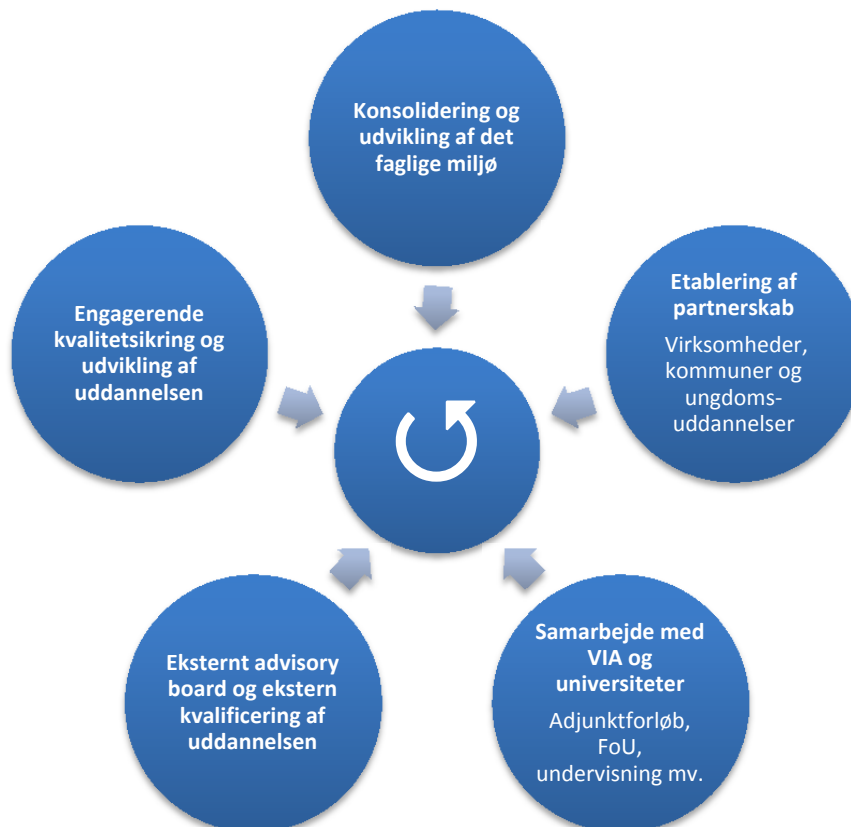 Konsolidering og
udvikling af det
faglige miljø
Etablering af
partnerskab
Virksomheder,
kommuner og
ungdoms-
uddannelser
Samarbejde med
VIA og
universiteter
Adjunktforløb,
FoU,
undervisning mv.
Eksternt advisory
board og ekstern
kvalificering af
uddannelsen
Engagerende
kvalitetsikring og
udvikling af
uddannelsen